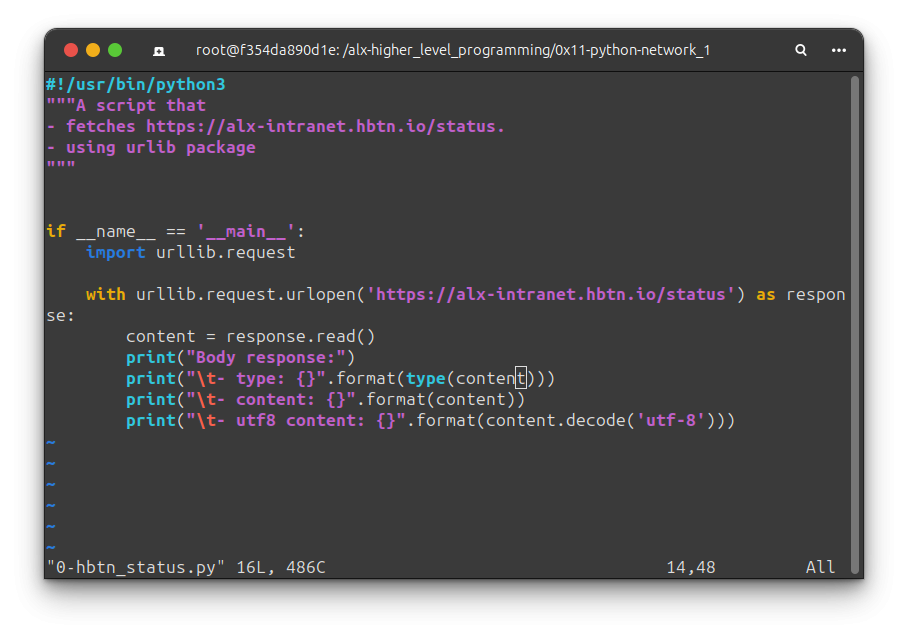 root@f354da890d1e: /alx-higher_level_programming/0x11-python-network_1
#!/usr/bin/python3
"""A script that
- fetches https://alx-intranet.hbtn.io/status.
- using urlib package
"""
if __name__ == '__main__':
    import urllib.request
    with urllib.request.urlopen('https://alx-intranet.hbtn.io/status') as respon
se:
        content = response.read()
        print("Body response:")
        print("\t- type: {}".format(type(content)))
        print("\t- content: {}".format(content))
        print("\t- utf8 content: {}".format(content.decode('utf-8')))
~
~
~
~
~
~
"0-hbtn_status.py" 16L, 486C 14,48 All